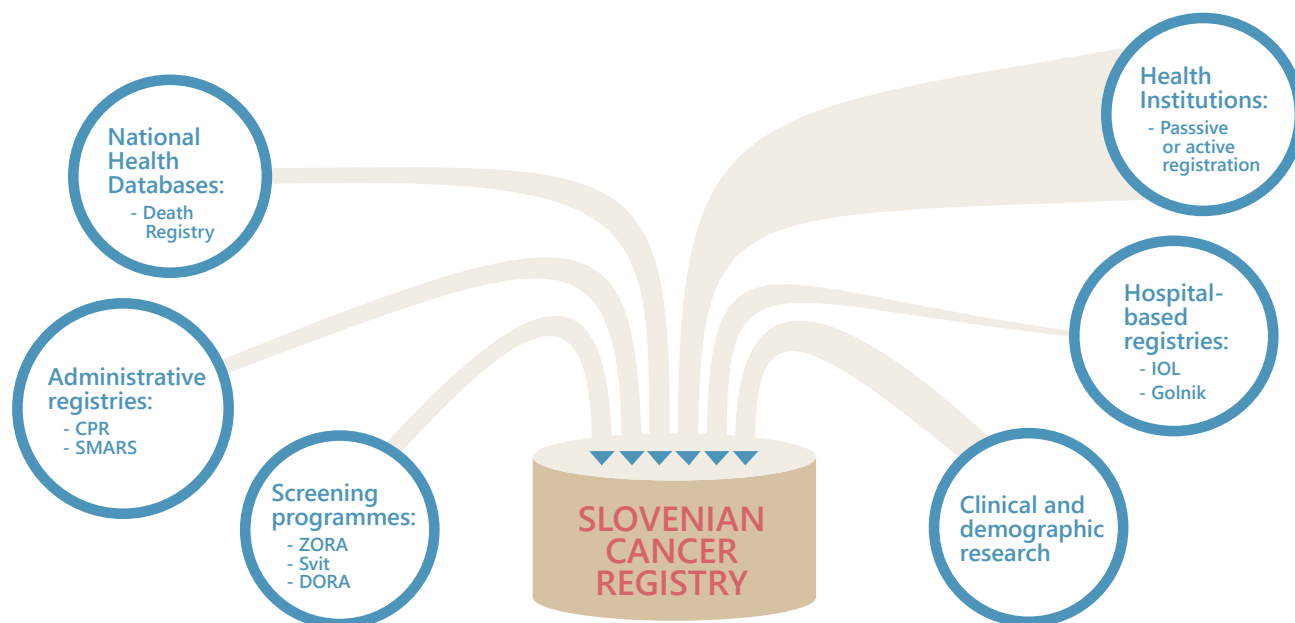 National
Health
Databases:
- Death
Registry
Administrative
registries:
- CPR
- SMARS
Screening
programmes:
- ZORA
- Svit
- DORA
SLOVENIAN
CANCER
REGISTRY
Health
Institutions:
- Passsive
or active
registration
Hospital-
based
registries:
- IOL
- Golnik
Clinical and
demographic
research